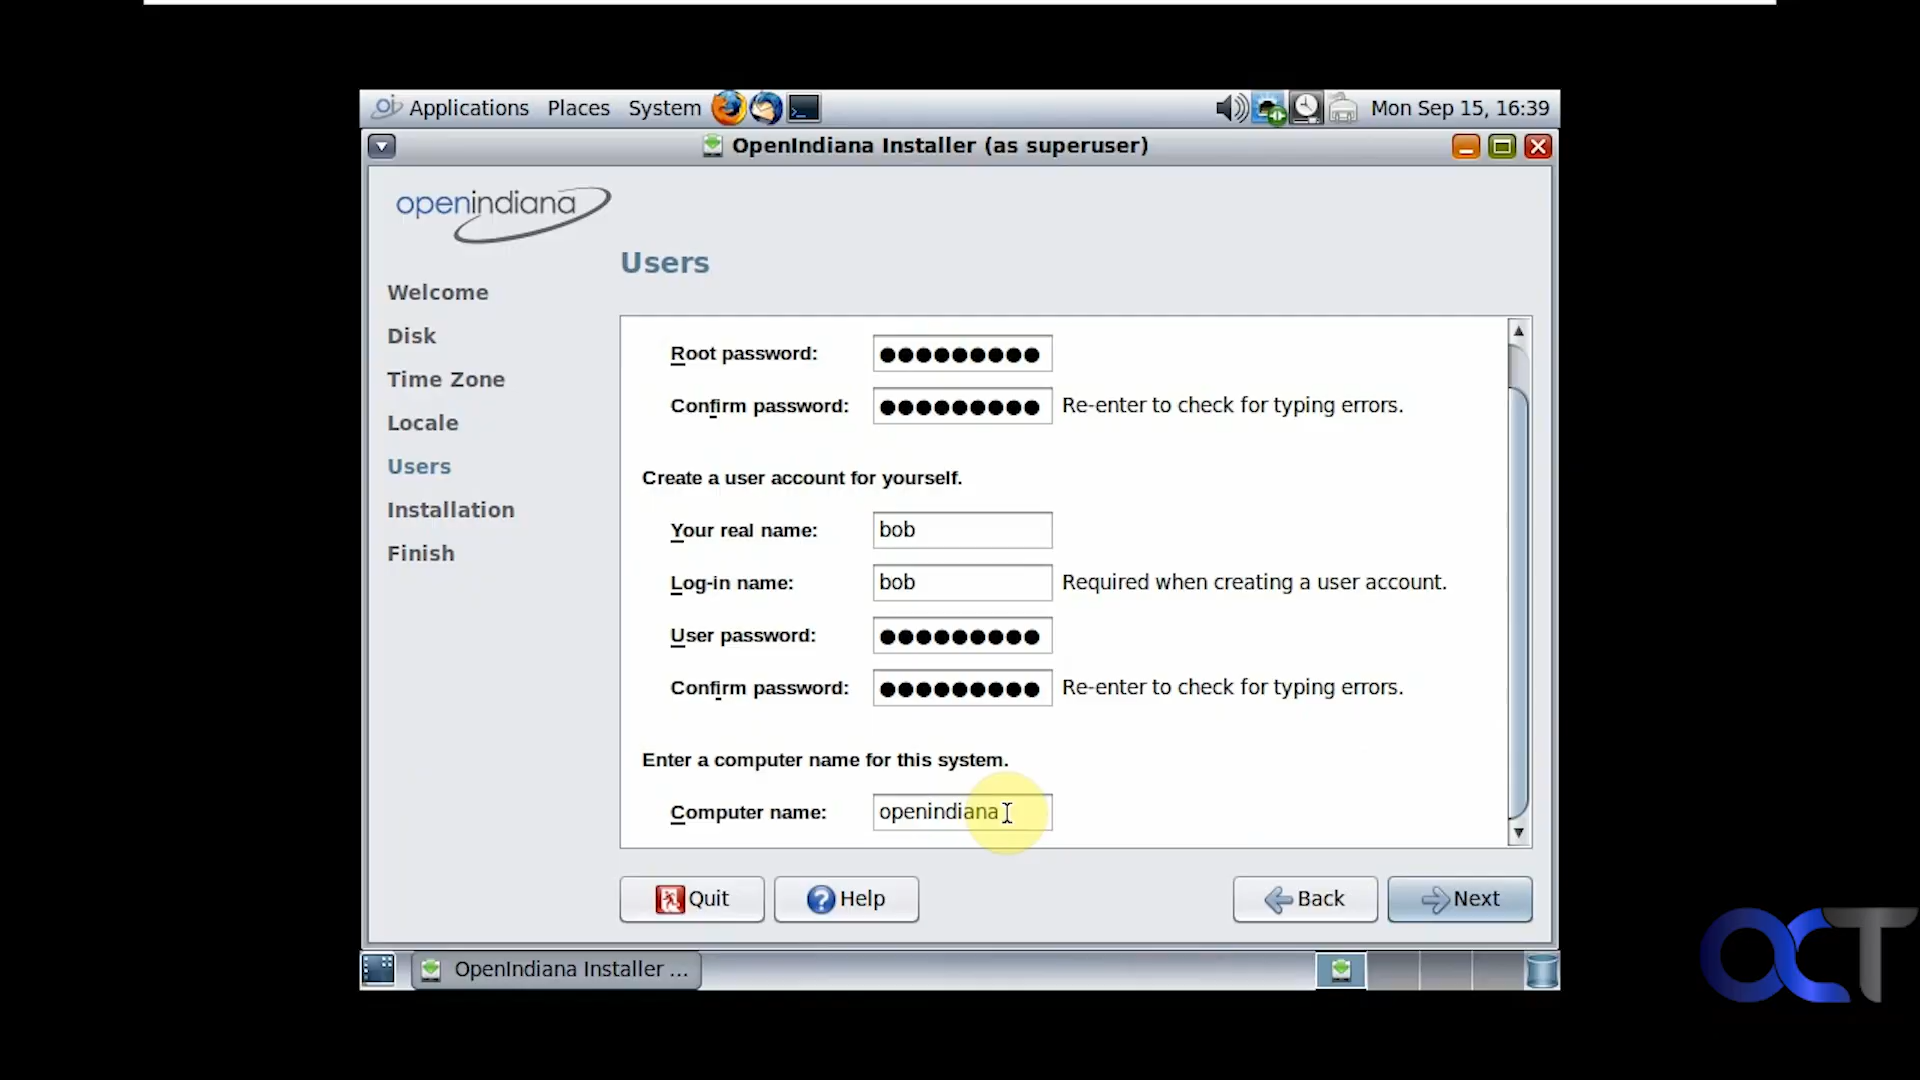 Applications Places System Mon Sep 15, 16:39
OpenIndiana Installer (as superuser)
openindiana
Users
Welcome
Disk
Time Zone
Locale
Users
Installation
Finish
Root password: ●●●●●●●●●
Confirm password: ●●●●●●●●● Re-enter to check for typing errors.
Create a user account for yourself.
Your real name: bob
Log-in name: bob Required when creating a user account.
User password: ●●●●●●●●●
Confirm password: ●●●●●●●●● Re-enter to check for typing errors.
Enter a computer name for this system.
Computer name: openindiana
Quit Help Back Next
OpenIndiana Installer ...
OCT